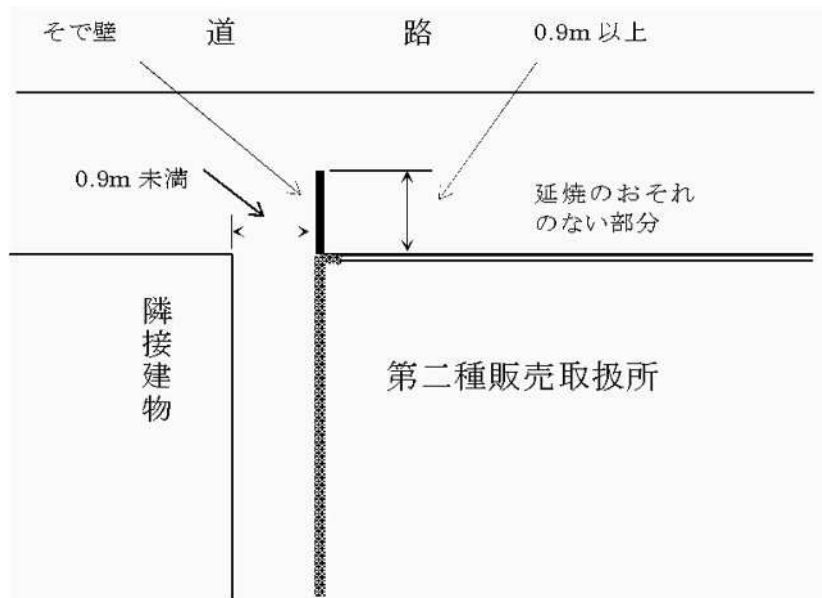 そで壁
道 路
0.9m 以上
0.9m 未満
延焼のおそれ
のない部分
隣接建物
第二種販売取扱所